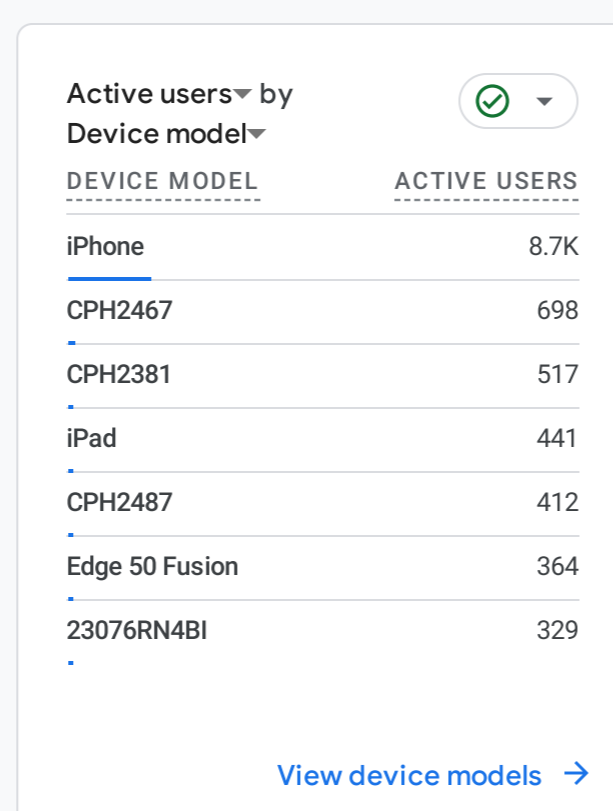 Active users by
Device model
DEVICE MODEL ACTIVE USERS
iPhone 8.7K
CPH2467 698
CPH2381 517
iPad 441
CPH2487 412
Edge 50 Fusion 364
23076RN4BI 329
View device models